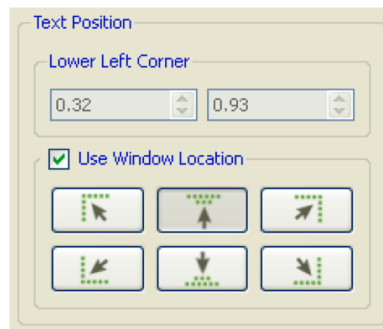 Text Position
Lower Left Corner
0.32 0.93
Use Window Location